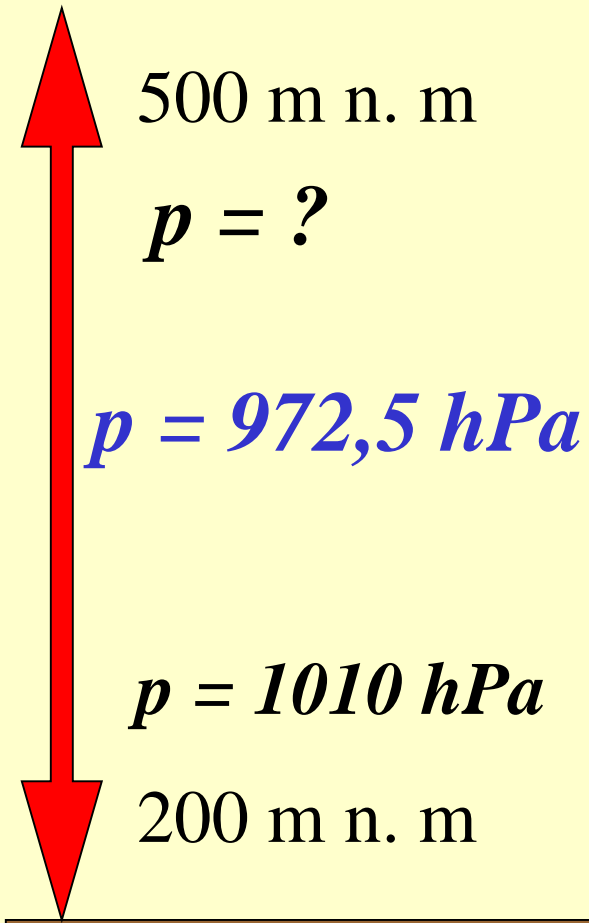 500 m n. m
p = ?
p = 972,5 hPa
p = 1010 hPa
200 m n. m